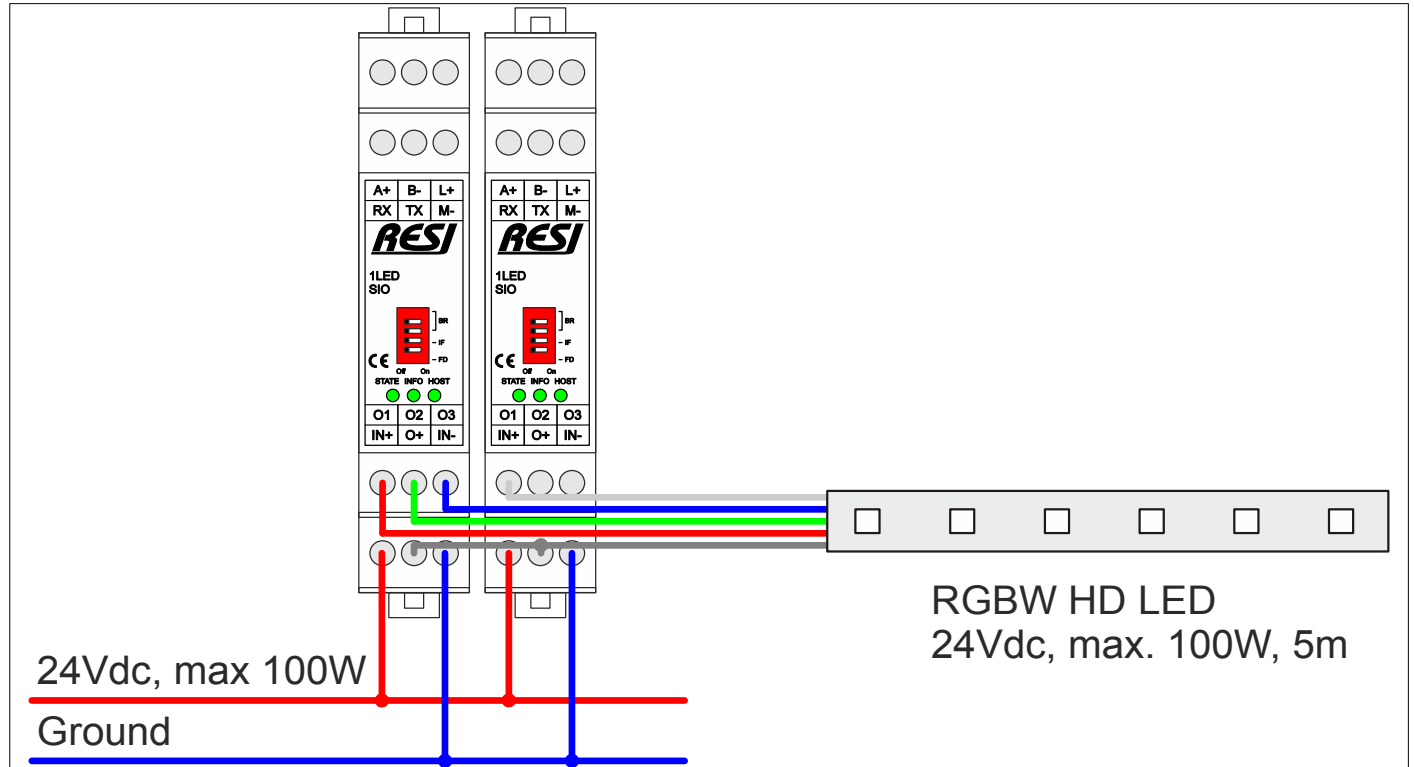 A+ B- L+
RX TX M-
RESI
1LED
SIO
BR
IF
FD
CE
Off On
STATE INFO HOST
O1 O2 O3
IN+ O+ IN-
A+ B- L+
RX TX M-
RESI
1LED
SIO
BR
IF
FD
CE
Off On
STATE INFO HOST
O1 O2 O3
IN+ O+ IN-
RGBW HD LED
24Vdc, max. 100W, 5m
24Vdc, max 100W
Ground